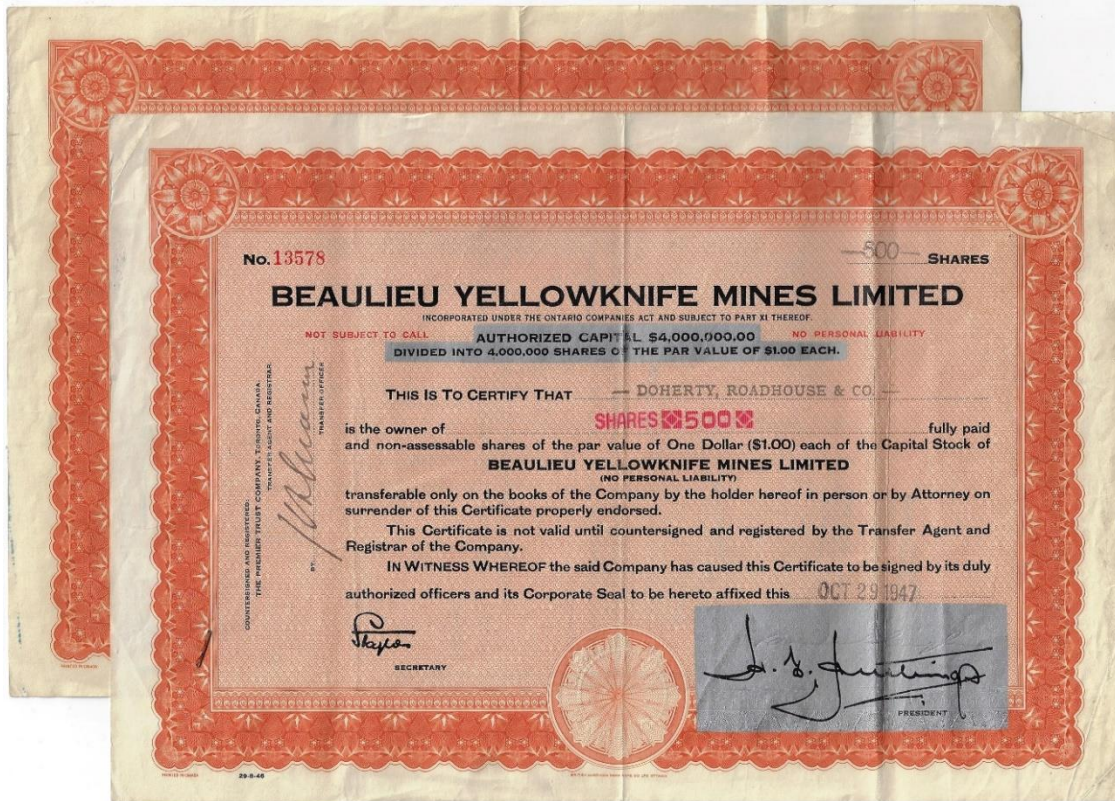 No. 13578
—500— SHARES
BEAULIEU YELLOWKNIFE MINES LIMITED
INCORPORATED UNDER THE ONTARIO COMPANIES ACT AND SUBJECT TO PART XI THEREOF.
NOT SUBJECT TO CALL
AUTHORIZED CAPITAL $4,000,000.00
NO PERSONAL LIABILITY
DIVIDED INTO 4,000,000 SHARES OF THE PAR VALUE OF $1.00 EACH.
THIS IS TO CERTIFY THAT — DOHERTY, ROADHOUSE & CO. —
SHARES 500
is the owner of fully paid
and non-assessable shares of the par value of One Dollar ($1.00) each of the Capital Stock of
BEAULIEU YELLOWKNIFE MINES LIMITED
(NO PERSONAL LIABILITY)
transferable only on the books of the Company by the holder hereof in person or by Attorney on
surrender of this Certificate properly endorsed.
This Certificate is not valid until countersigned and registered by the Transfer Agent and
Registrar of the Company.
IN WITNESS WHEREOF the said Company has caused this Certificate to be signed by its duly
authorized officers and its Corporate Seal to be hereto affixed this OCT 29 1947
SECRETARY
PRESIDENT
COUNTERSIGNED AND REGISTERED:
THE PREMIER TRUST COMPANY, TORONTO, CANADA,
TRANSFER AGENT AND REGISTRAR
BY:
TRANSFER OFFICER
PRINTED IN CANADA
PRINTED IN CANADA
29-8-46